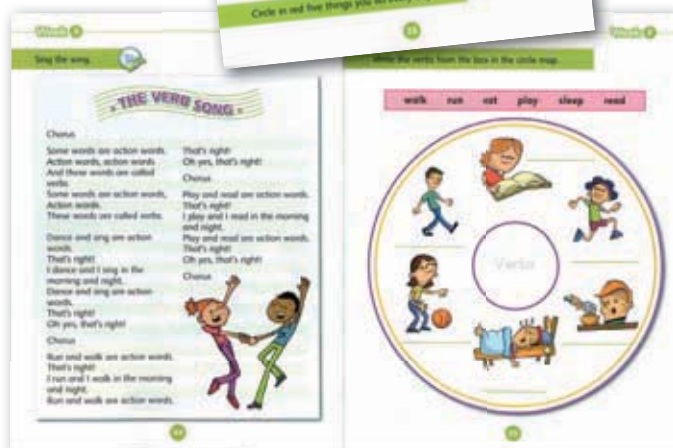 Circle in red five things you
Week
Sing the song.
THE VERB SONG
Chorus
Some words are action words.
Action words, action words
And these words are called
verbs.
Some words are action words,
Action words.
These words are called verbs.
Dance and sing are action
words.
That's right!
I dance and I sing in the
morning and night.
Dance and sing are action
words.
That's right!
Oh yes, that's right!
Chorus
Run and walk are action words.
That's right!
I run and I walk in the morning
and night.
Run and walk are action words.
That's right!
Oh yes, that's right!
Chorus
Play and read are action words.
That's right!
I play and I read in the morning
and night.
Play and read are action words.
That's right!
Oh yes, that's right!
Chorus
Week
the verbs from the box in the circle map.
walk run eat play sleep read
Verbs